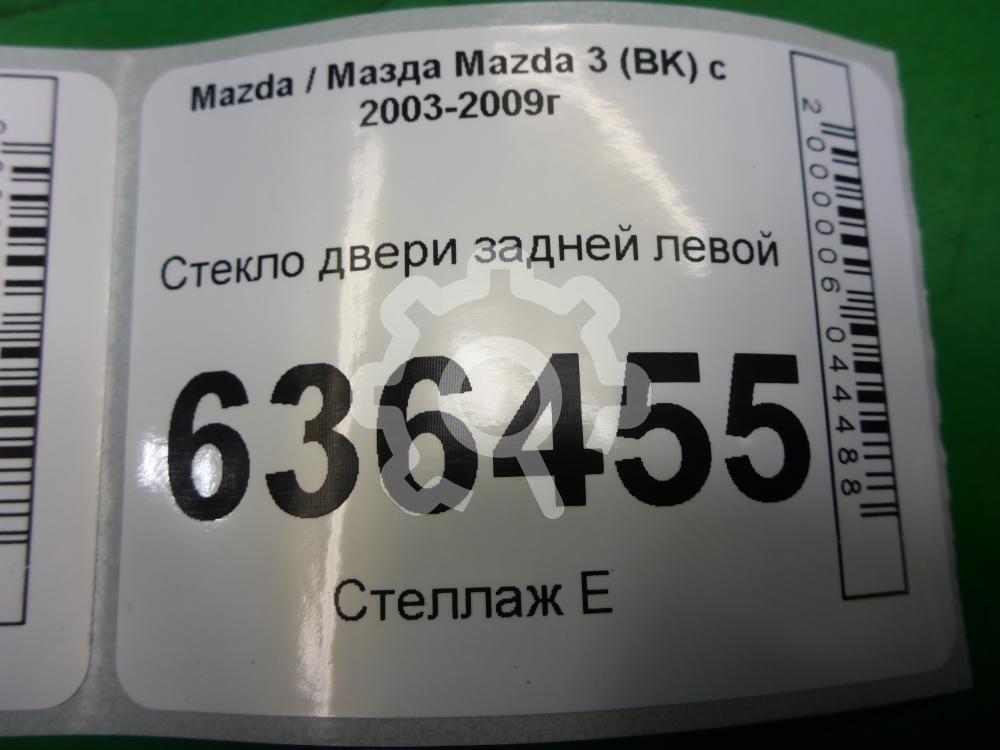 Mazda / Мазда Mazda 3 (BK) с
2003-2009г
Стекло двери задней левой
636455
Стеллаж Е
2000006044488